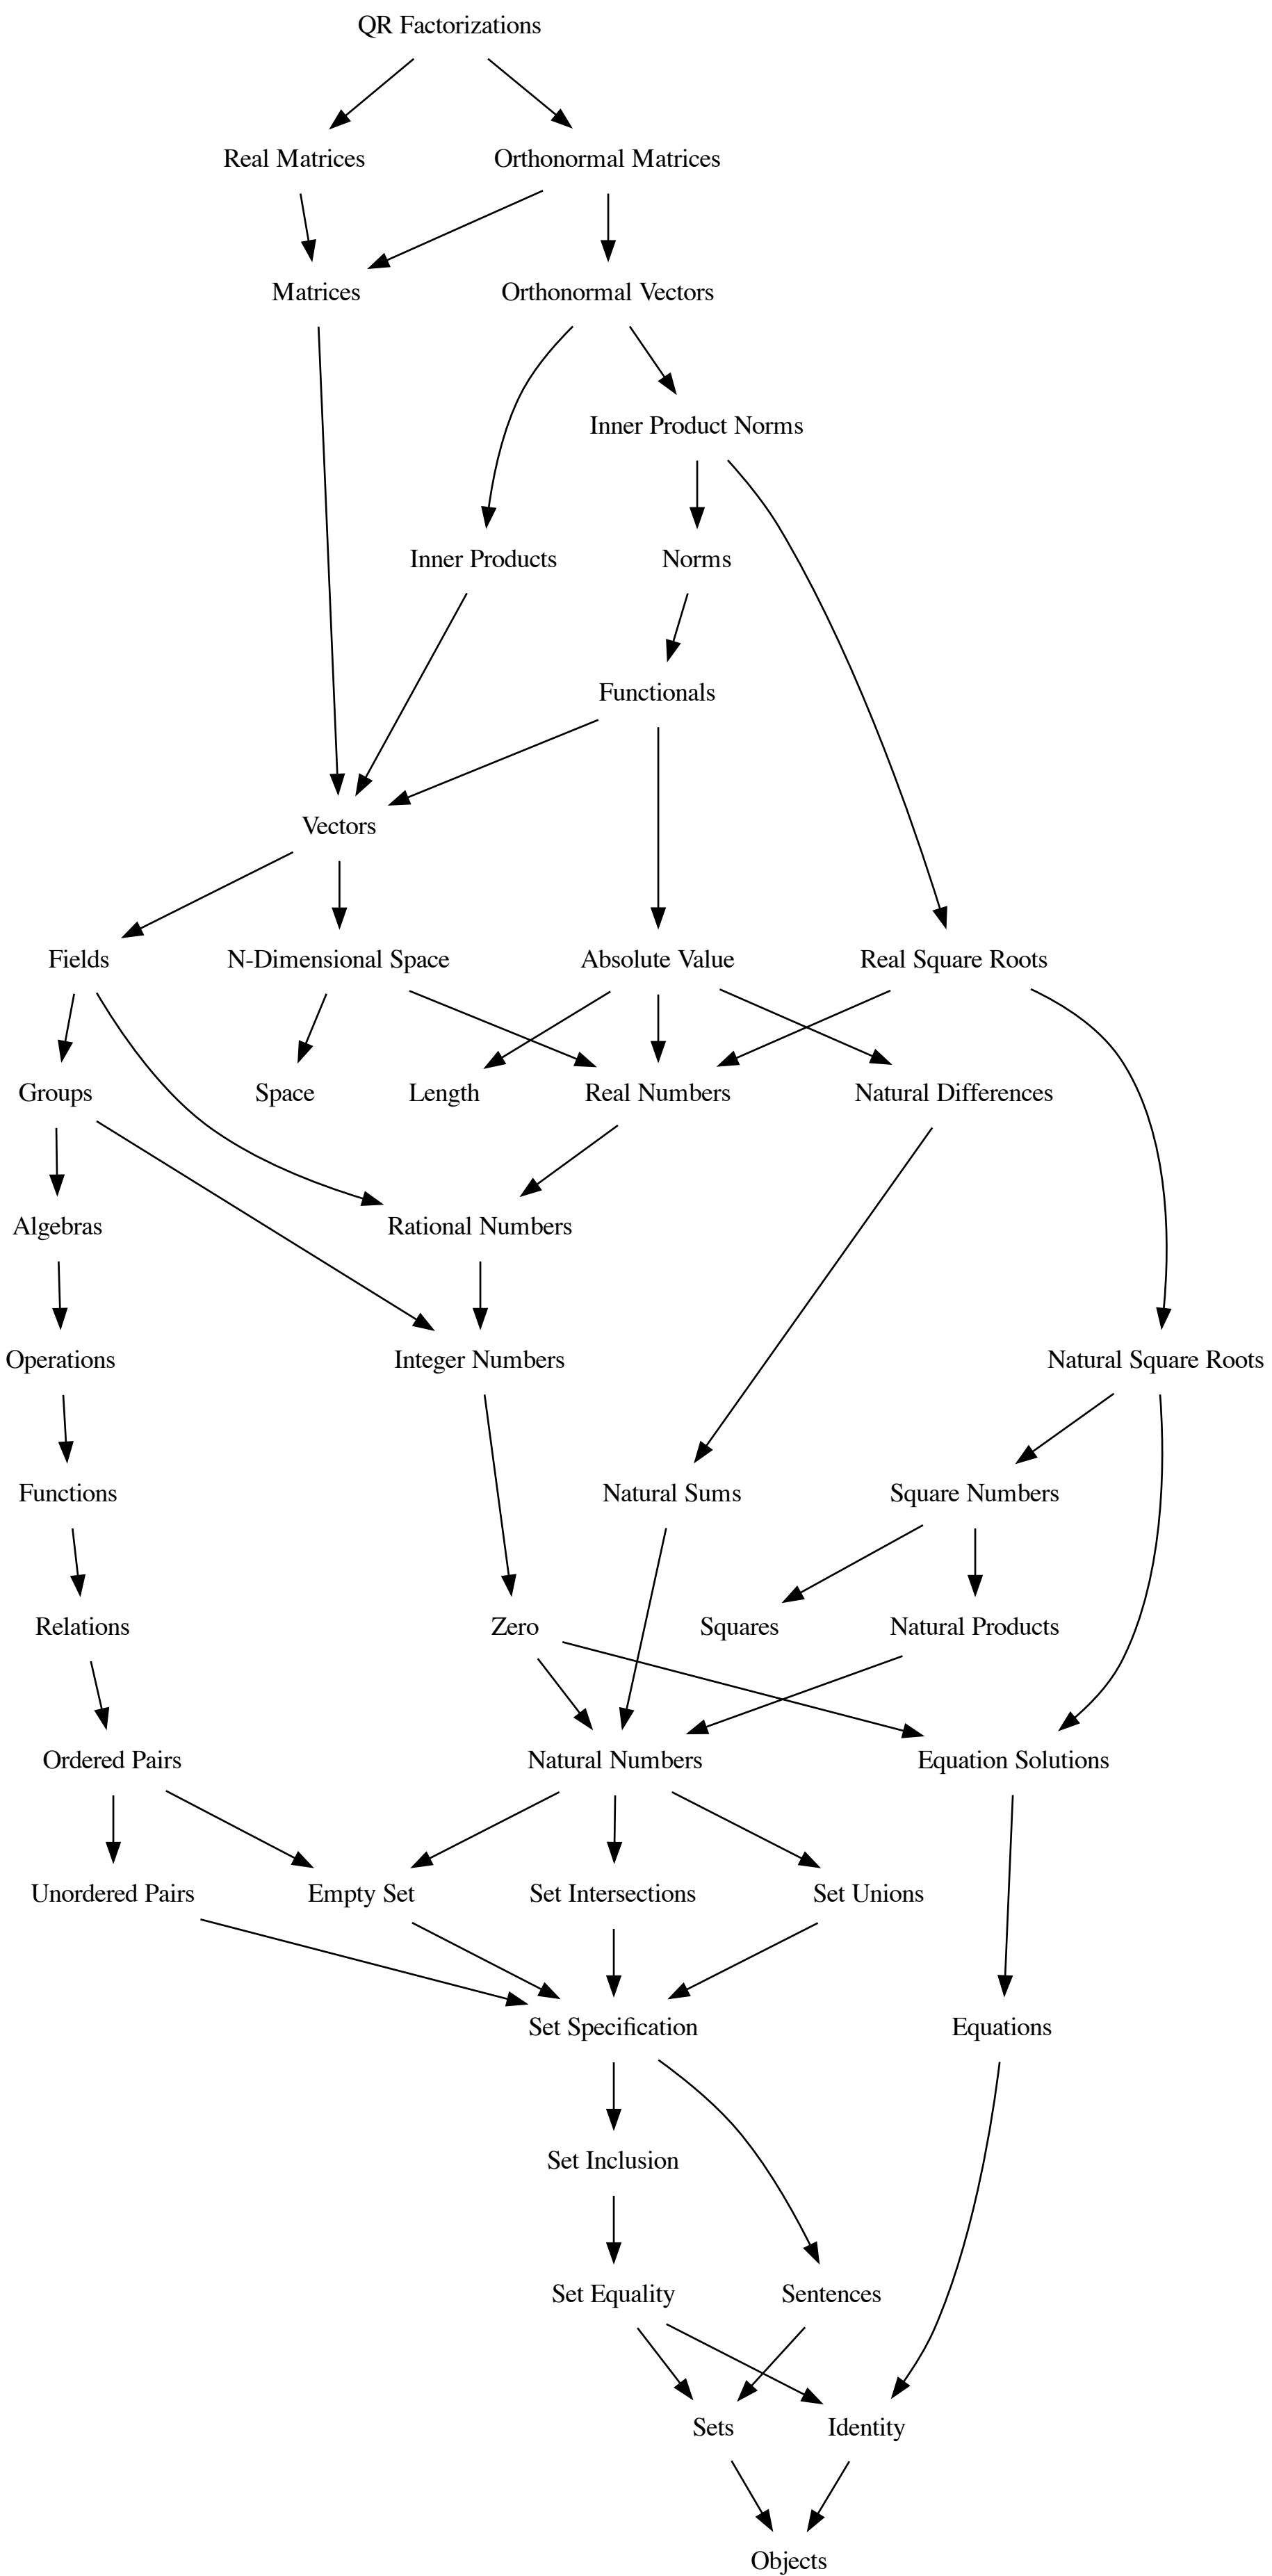 QR Factorizations
Real Matrices
Orthonormal Matrices
Matrices
Orthonormal Vectors
Inner Product Norms
Inner Products
Norms
Functionals
Vectors
Fields
N-Dimensional Space
Absolute Value
Real Square Roots
Groups
Space
Length
Real Numbers
Natural Differences
Algebras
Rational Numbers
Operations
Integer Numbers
Natural Square Roots
Functions
Natural Sums
Square Numbers
Relations
Zero
Squares
Natural Products
Ordered Pairs
Natural Numbers
Equation Solutions
Unordered Pairs
Empty Set
Set Intersections
Set Unions
Set Specification
Equations
Set Inclusion
Set Equality
Sentences
Sets
Identity
Objects